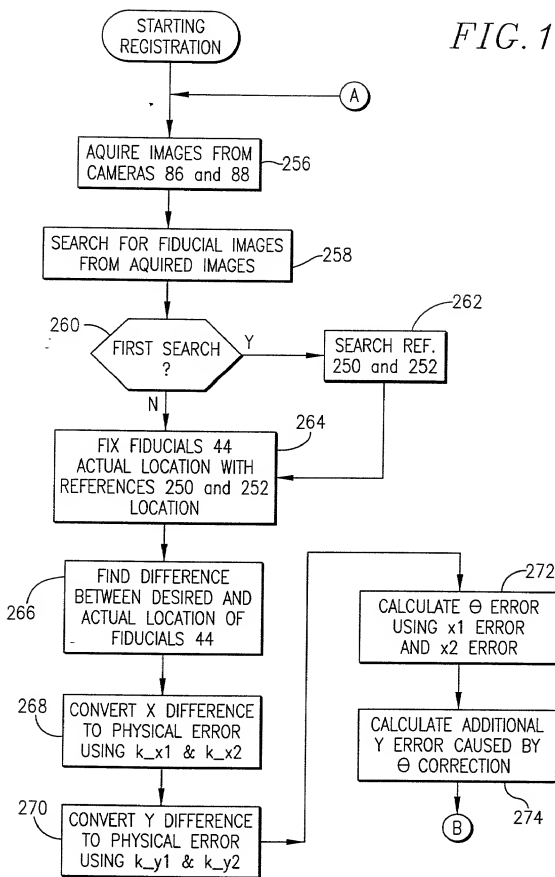 STARTING
REGISTRATION
FIG. 1
A
AQUIRE IMAGES FROM
CAMERAS 86 and 88
256
SEARCH FOR FIDUCIAL IMAGES
FROM AQUIRED IMAGES
258
260
FIRST SEARCH
?
Y
N
262
SEARCH REF.
250 and 252
264
FIX FIDUCIALS 44
ACTUAL LOCATION WITH
REFERENCES 250 and 252
LOCATION
266
FIND DIFFERENCE
BETWEEN DESIRED AND
ACTUAL LOCATION OF
FIDUCIALS 44
268
CONVERT X DIFFERENCE
TO PHYSICAL ERROR
USING k_x1 & k_x2
270
CONVERT Y DIFFERENCE
TO PHYSICAL ERROR
USING k_y1 & k_y2
272
CALCULATE Θ ERROR
USING x1 ERROR
AND x2 ERROR
CALCULATE ADDITIONAL
Y ERROR CAUSED BY
Θ CORRECTION
274
B